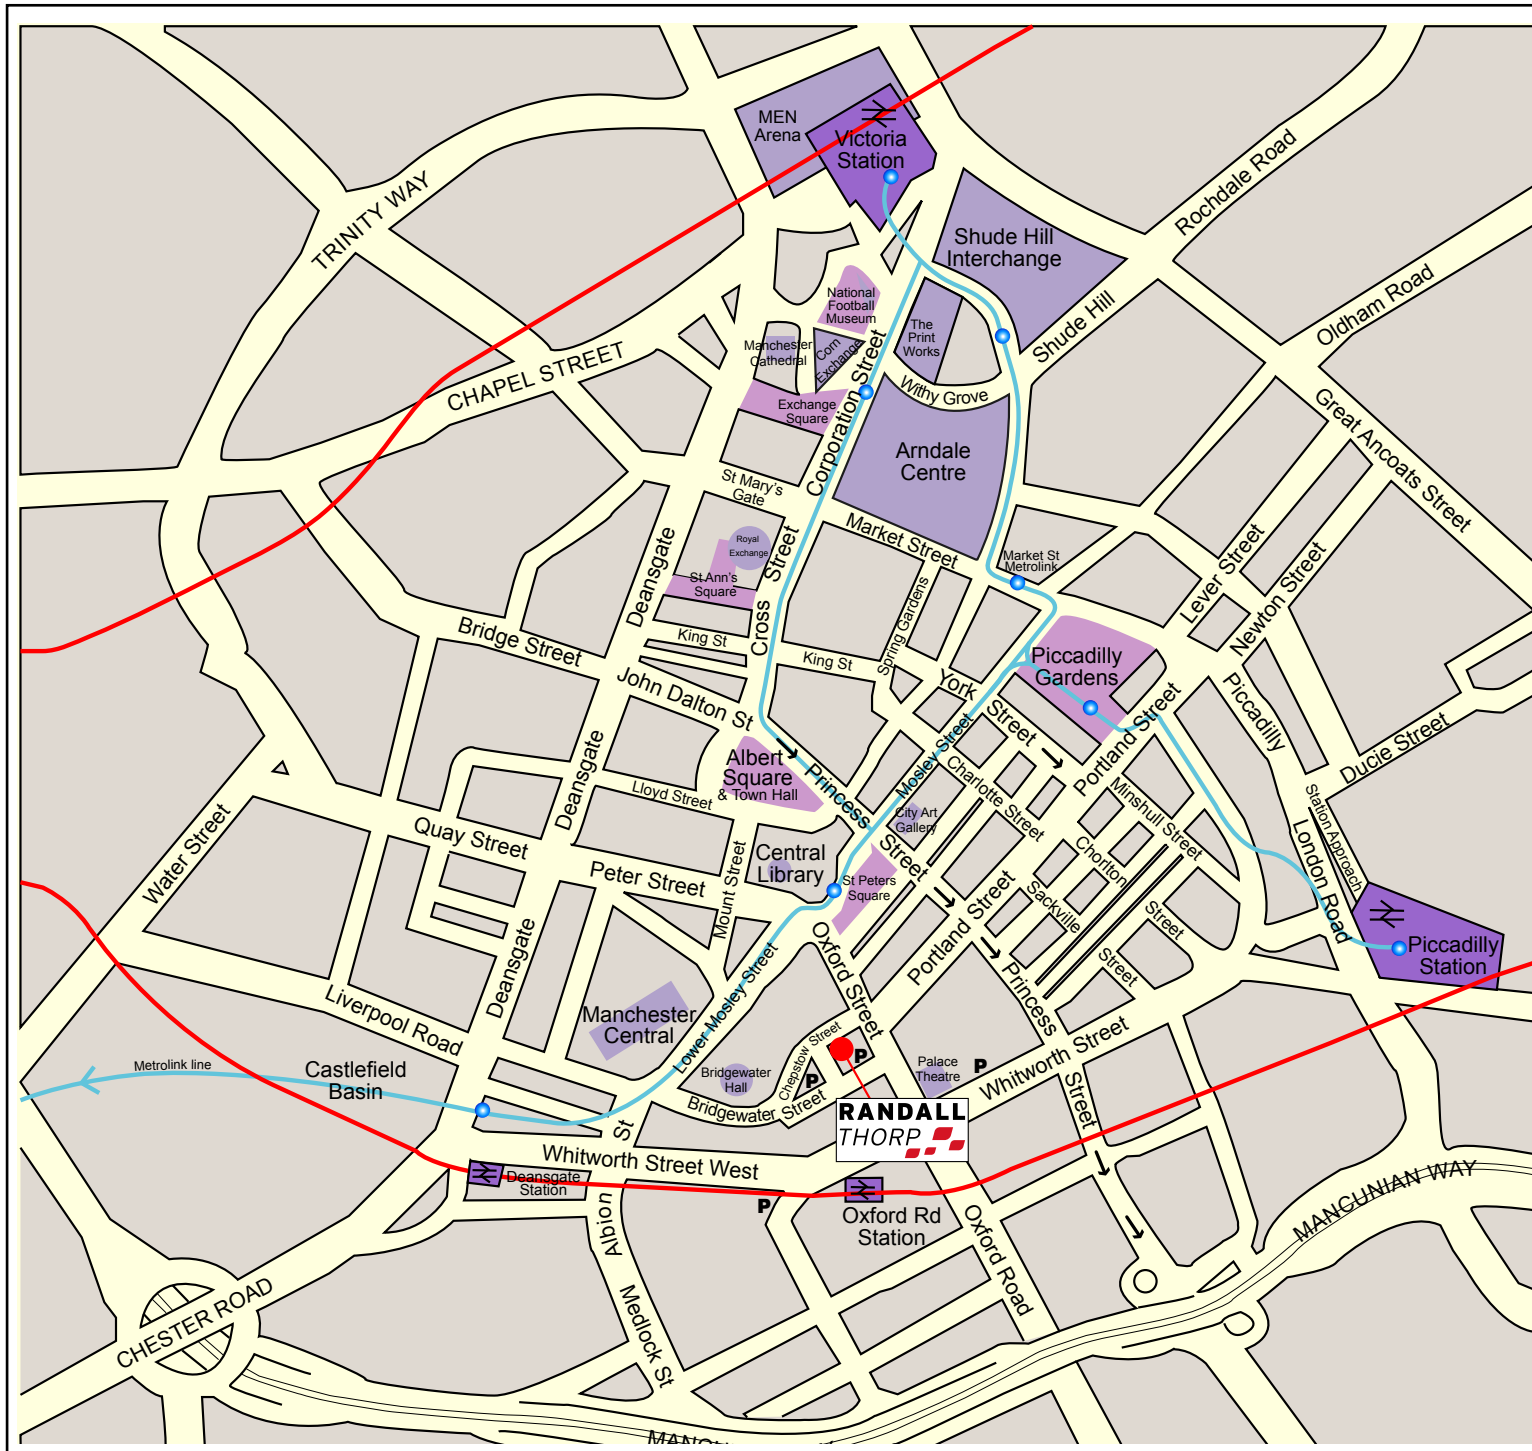 MEN
Arena
Victoria
Station
TRINITY WAY
Rochdale Road
Shude Hill
Interchange
Oldham Road
National
Football
Museum
The
Print
Works
Shude Hill
Manchester
Cathedral
Corn
Exchange
CHAPEL STREET
Withy Grove
Exchange
Square
Corporation Street
Great Ancoats Street
Arndale
Centre
St Mary's
Gate
Market Street
Royal
Exchange
Market St
Metrolink
Deansgate
St Ann's
Square
Cross Street
Spring Gardens
Lever Street
Newton Street
Bridge Street
King St
King St
Piccadilly
Gardens
John Dalton St
York Street
Piccadilly
Portland Street
Ducie Street
Deansgate
Albert
Square
& Town Hall
Princess Street
Mosley Street
Charlotte Street
Minshull Street
Station Approach
Lloyd Street
City Art
Gallery
Water Street
Quay Street
Peter Street
Mount Street
Central
Library
St Peters
Square
Chorlton Street
Sackville Street
London Road
Portland Street
Piccadilly
Station
Deansgate
Oxford Street
Liverpool Road
Manchester
Central
Lower Mosley Street
Princess Street
Whitworth Street
Chepstow Street
P
P
P
Palace
Theatre
Metrolink line
Castlefield
Basin
Bridgewater
Hall
Bridgewater Street
RANDALL
THORP
Whitworth Street West
Deansgate
Station
Albion St
P
Oxford Rd
Station
Oxford Road
MANCUNIAN WAY
CHESTER ROAD
Medlock St